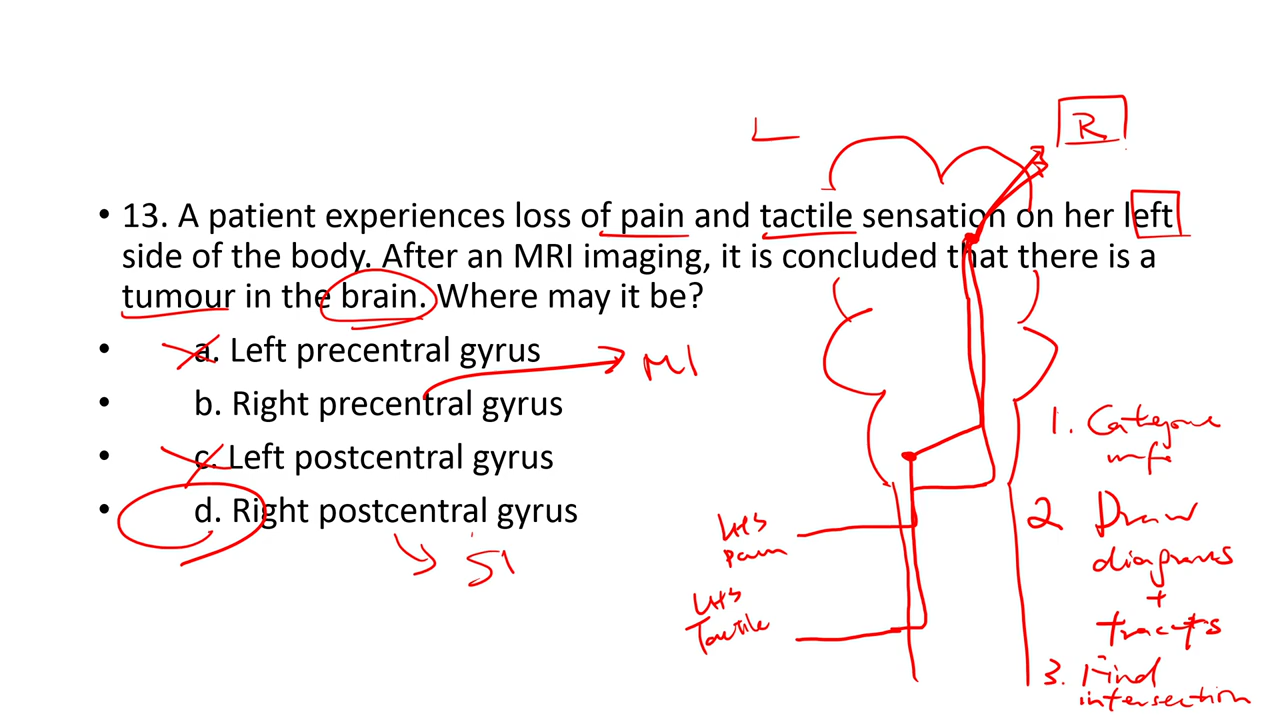 L
R
• 13. A patient experiences loss of pain and tactile sensation on her left
side of the body. After an MRI imaging, it is concluded that there is a
tumour in the brain. Where may it be?
• a. Left precentral gyrus
M1
• b. Right precentral gyrus
• c. Left postcentral gyrus
• d. Right postcentral gyrus
S1
LHS
pain
LHS
Tactile
1. Categorise
info
2 Draw
diagrams
+
tracts
3. Find
intersection